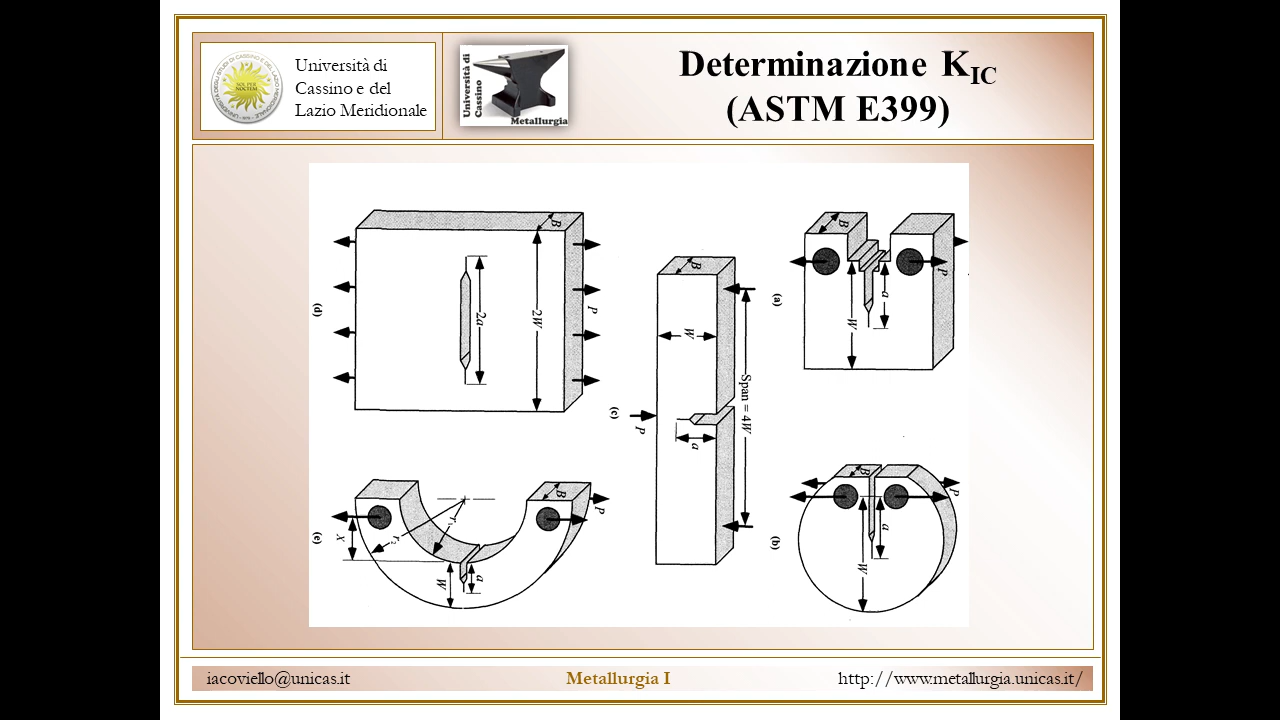 Università di
Cassino e del
Lazio Meridionale
Università di
Cassino
Metallurgia
Determinazione K_IC
(ASTM E399)
B
2W
2a
P
(d)
B
W
Span = 4W
a
P
(c)
B
P
a
W
(a)
B
P
a
W
(b)
B
P
r1
r2
X
W
a
(e)
iacoviello@unicas.it
Metallurgia I
http://www.metallurgia.unicas.it/